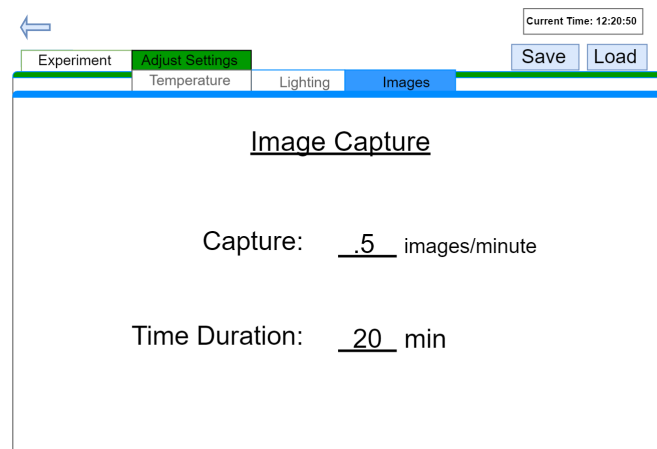 Current Time: 12:20:50
Experiment Adjust Settings Save Load
Temperature Lighting Images
Image Capture
Capture: .5 images/minute
Time Duration: 20 min